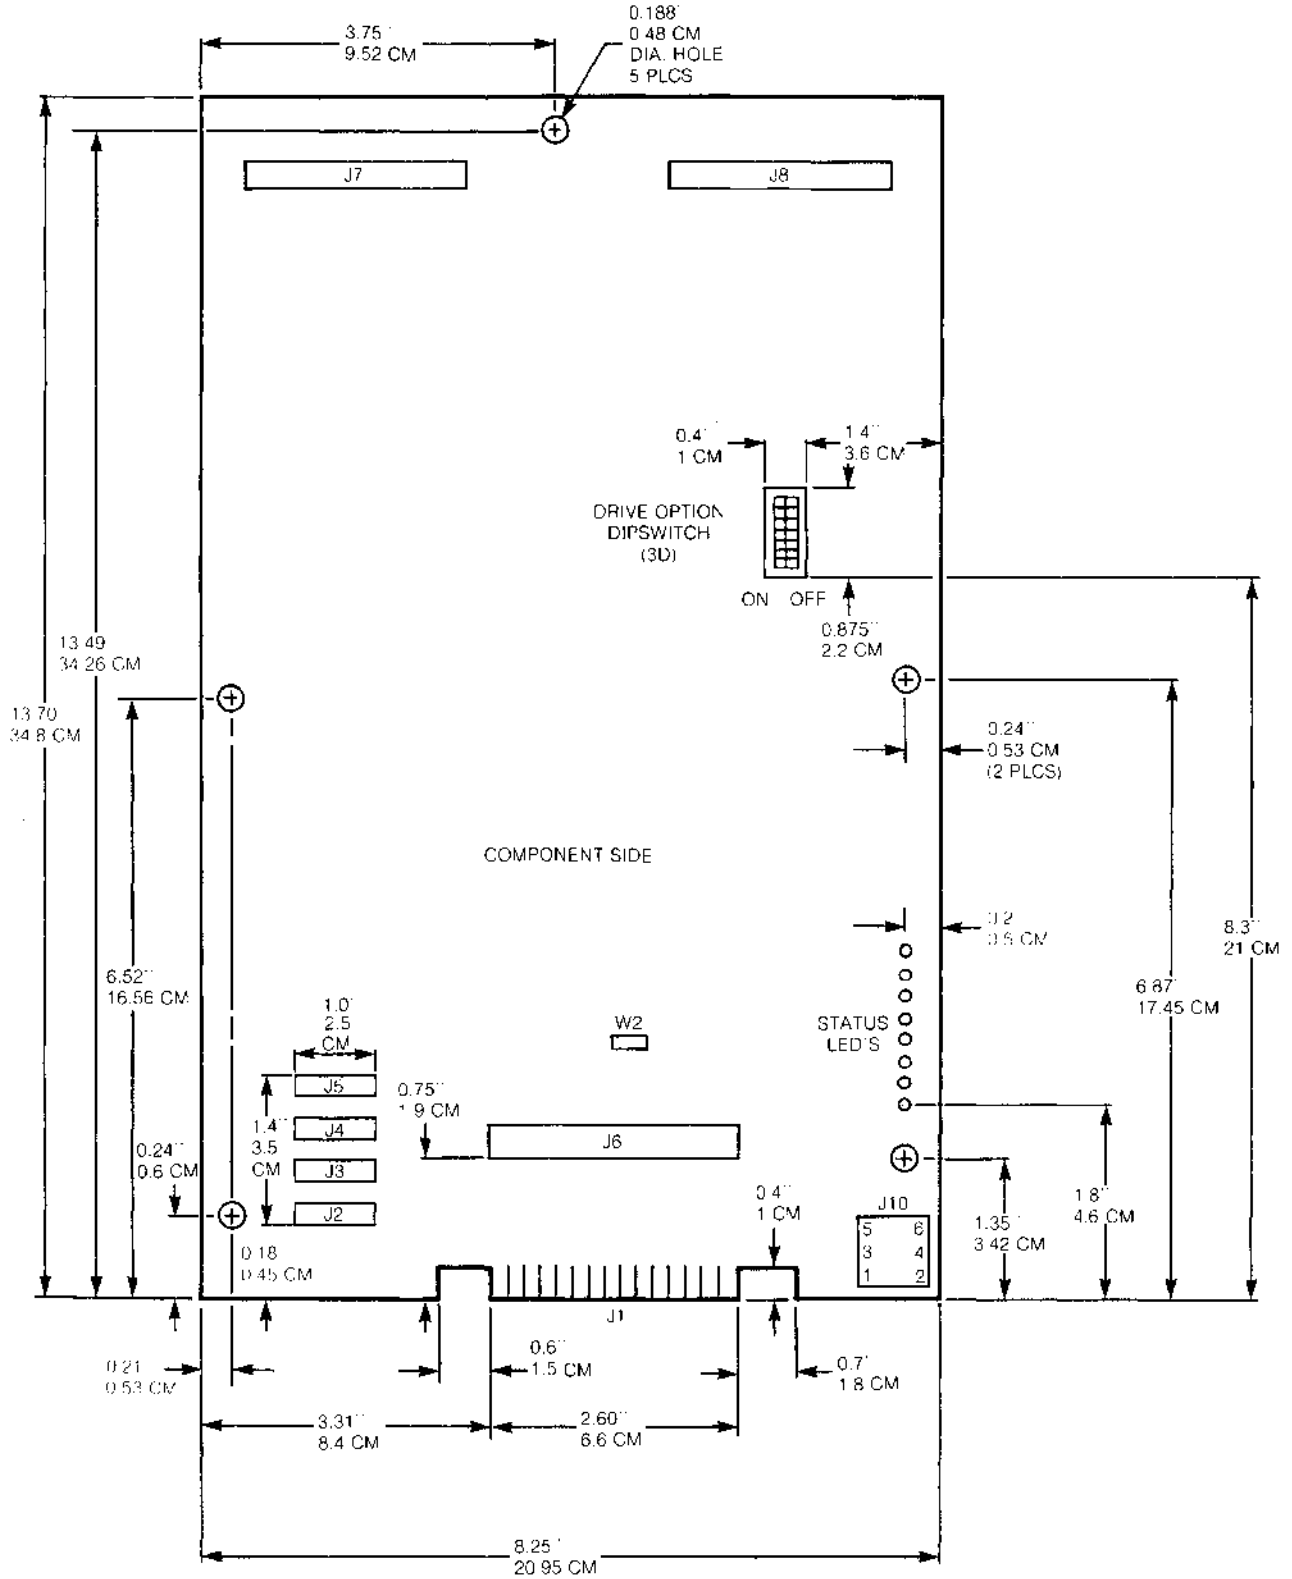 3.75"
9.52 CM
0.188"
0.48 CM
DIA. HOLE
5 PLCS
J7
J8
0.4"
1 CM
1.4"
3.6 CM
DRIVE OPTION
DIPSWITCH
(3D)
ON OFF
0.875"
2.2 CM
13.49
34.26 CM
13.70
34.8 CM
0.24"
0.53 CM
(2 PLCS)
COMPONENT SIDE
0.2
0.5 CM
8.3"
21 CM
6.52"
16.56 CM
6.87"
17.45 CM
1.0"
2.5
CM
W2
STATUS
LED'S
J5
0.75"
1.9 CM
1.4"
3.5
CM
J4
J6
0.24"
0.6 CM
J3
J2
0.4"
1 CM
J10
5 6
3 4
1 2
1.8"
4.6 CM
1.35"
3.42 CM
0.18
0.45 CM
J1
0.21
0.53 CM
0.6"
1.5 CM
0.7"
1.8 CM
3.31"
8.4 CM
2.60"
6.6 CM
8.25"
20.95 CM